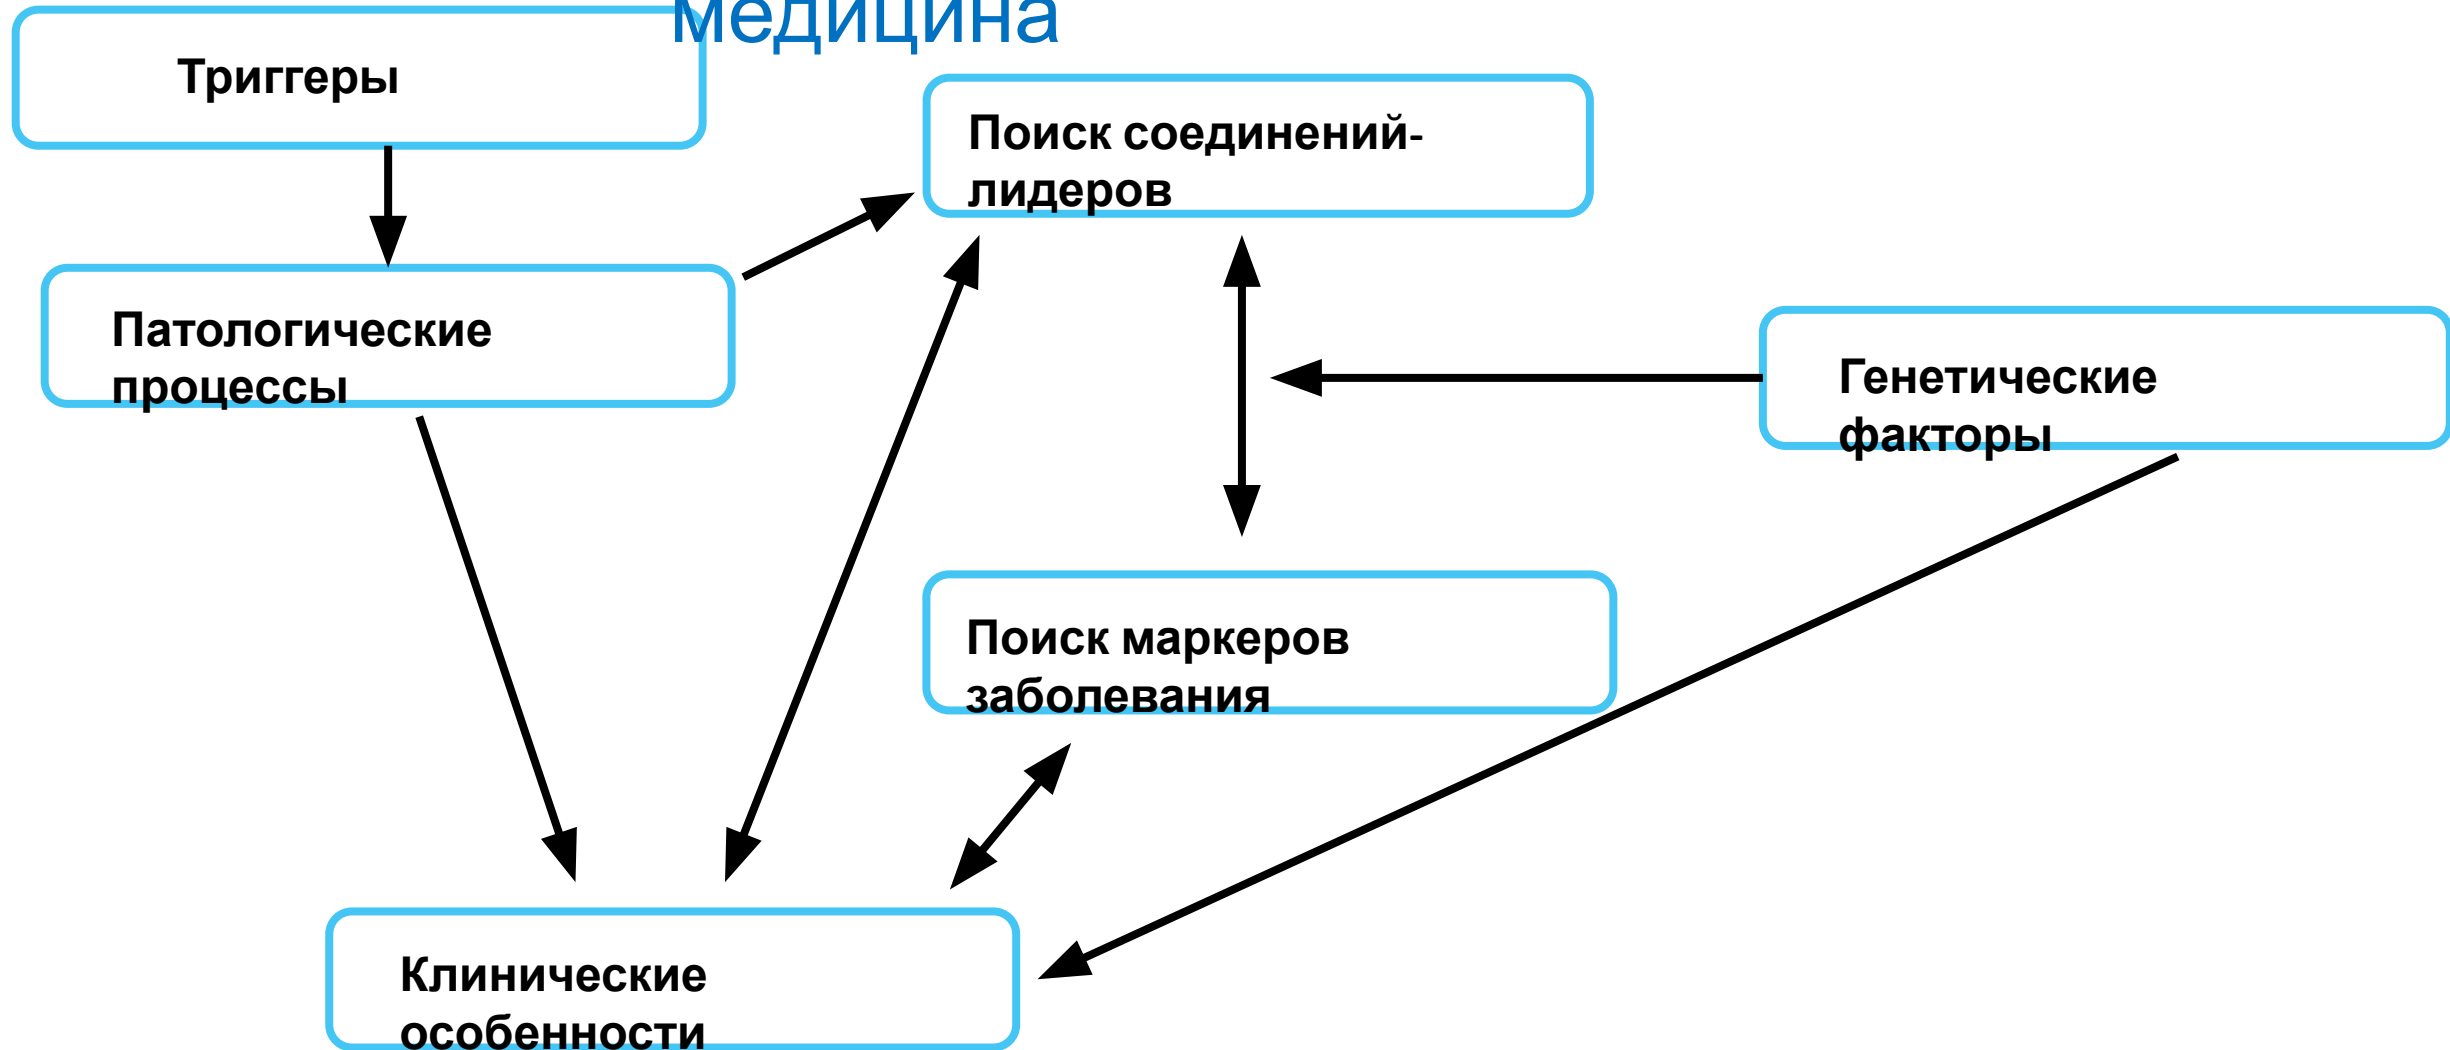 медицина
Триггеры
Поиск соединений-
лидеров
Патологические
процессы
Генетические
факторы
Поиск маркеров
заболевания
Клинические
особенности